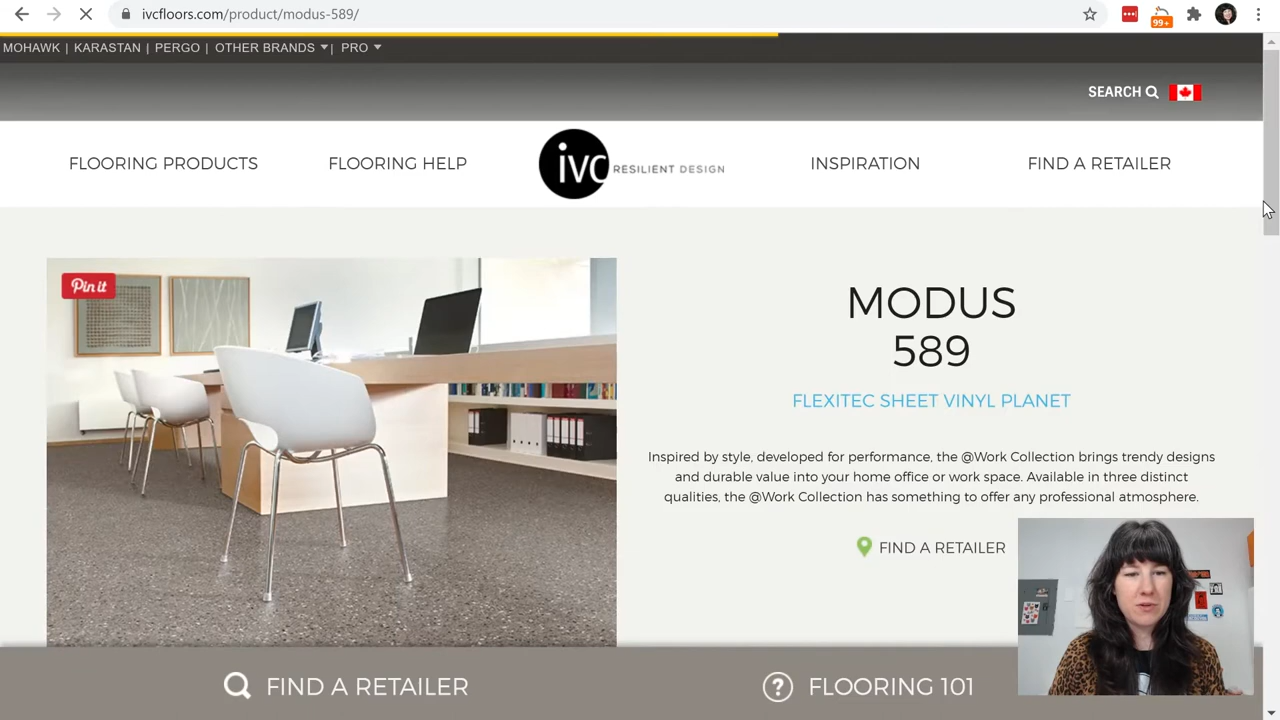 ivcfloors.com/product/modus-589/
99+
MOHAWK | KARASTAN | PERGO | OTHER BRANDS | PRO
SEARCH
FLOORING PRODUCTS
FLOORING HELP
ivc RESILIENT DESIGN
INSPIRATION
FIND A RETAILER
Pin it
MODUS
589
FLEXITEC SHEET VINYL PLANET
Inspired by style, developed for performance, the @Work Collection brings trendy designs
and durable value into your home office or work space. Available in three distinct
qualities, the @Work Collection has something to offer any professional atmosphere.
FIND A RETAILER
FIND A RETAILER
FLOORING 101